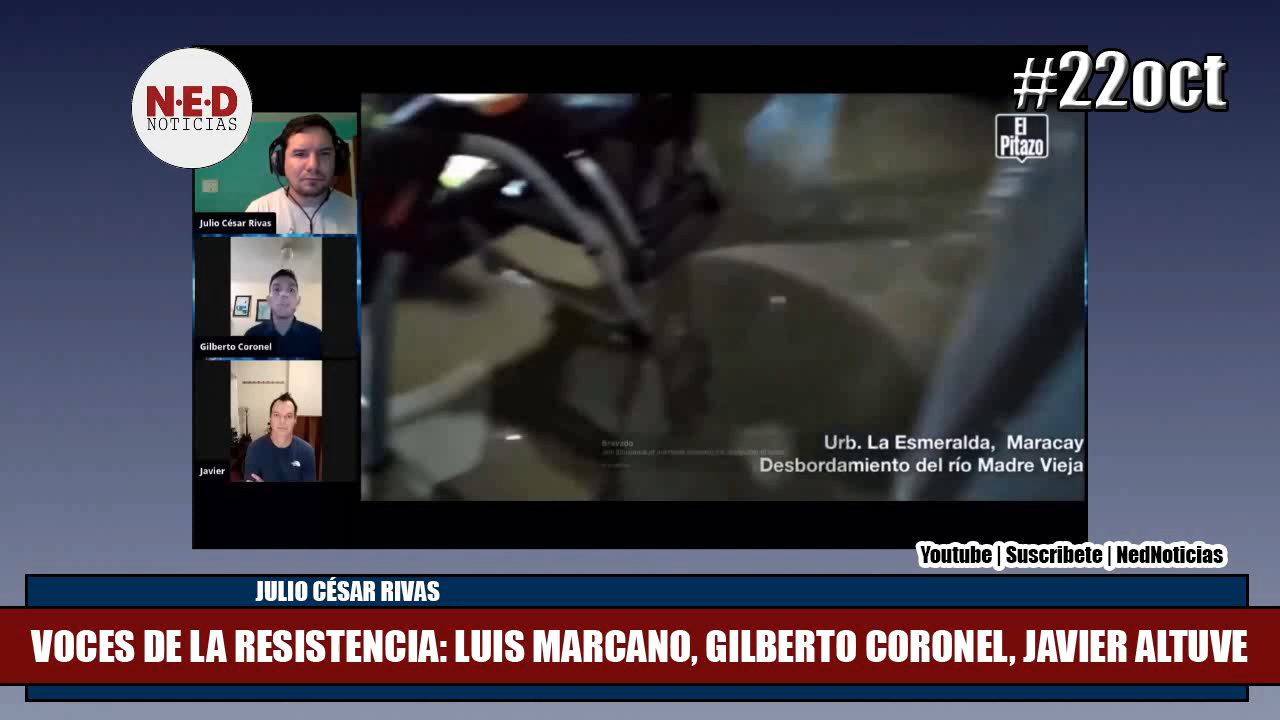 N·E·D
NOTICIAS
#22oct
El
Pitazo
Julio César Rivas
Gilberto Coronel
Javier
Urb. La Esmeralda, Maracay
Desbordamiento del río Madre Vieja
Youtube | Suscribete | NedNoticias
JULIO CÉSAR RIVAS
VOCES DE LA RESISTENCIA: LUIS MARCANO, GILBERTO CORONEL, JAVIER ALTUVE